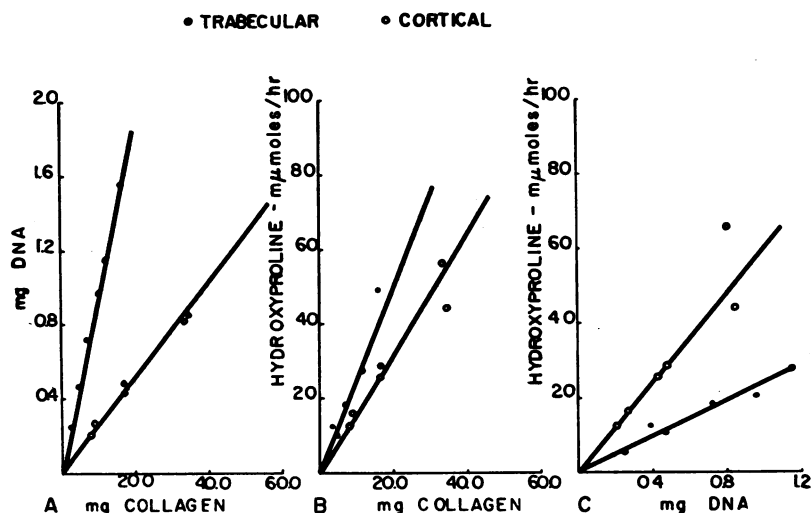 • TRABECULAR    o CORTICAL
mg DNA
2.0
1.6
1.2
0.8
0.4
20.0 40.0 60.0
A mg COLLAGEN
HYDROXYPROLINE - mµmoles/hr
100
80
60
40
20
20.0 40.0 60.0
B mg COLLAGEN
HYDROXYPROLINE - mµmoles/hr
100
80
60
40
20
0.4 0.8 1.2
C mg DNA